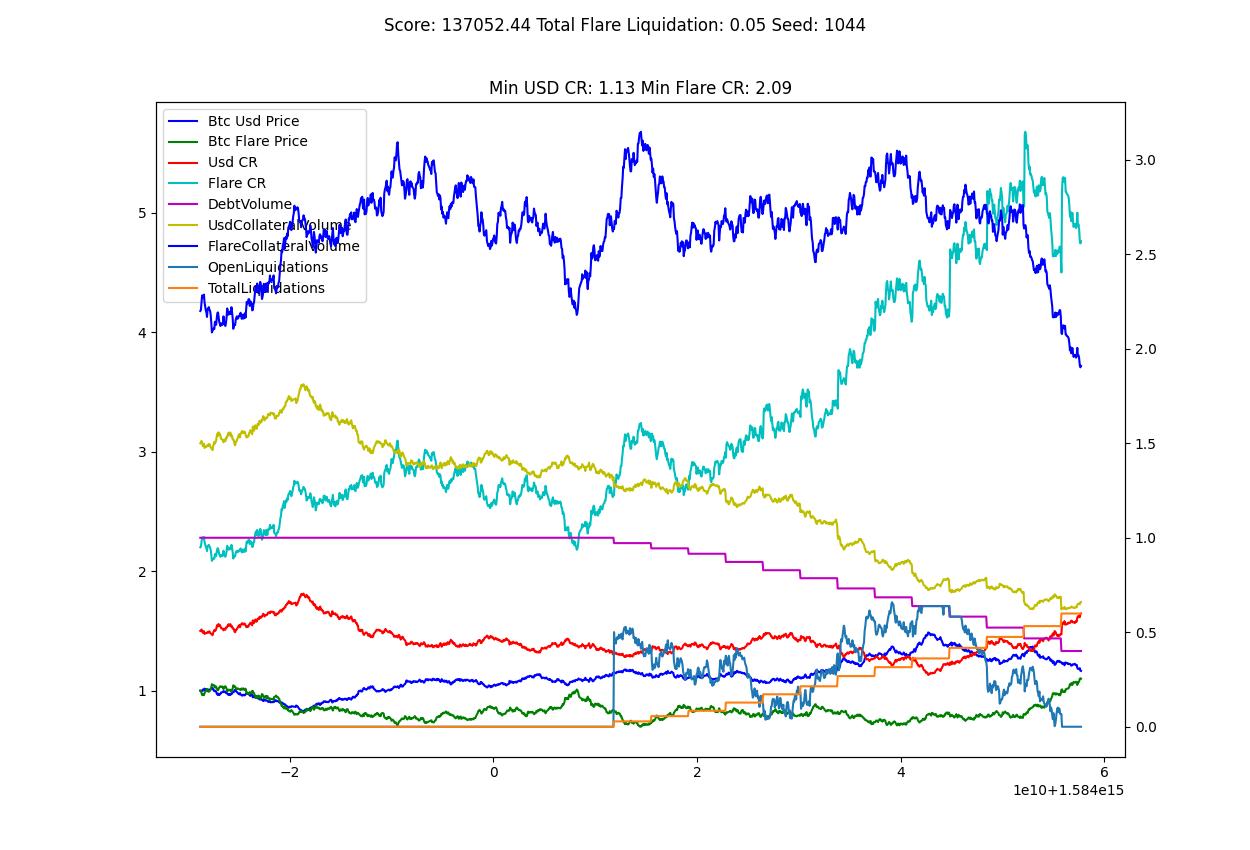 Score: 137052.44 Total Flare Liquidation: 0.05 Seed: 1044
Min USD CR: 1.13 Min Flare CR: 2.09
Btc Usd Price
Btc Flare Price
Usd CR
Flare CR
DebtVolume
UsdCollateralVolume
FlareCollateralVolume
OpenLiquidations
TotalLiquidations
5
4
3
2
1
3.0
2.5
2.0
1.5
1.0
0.5
0.0
−2
0
2
4
6
1e10+1.584e15